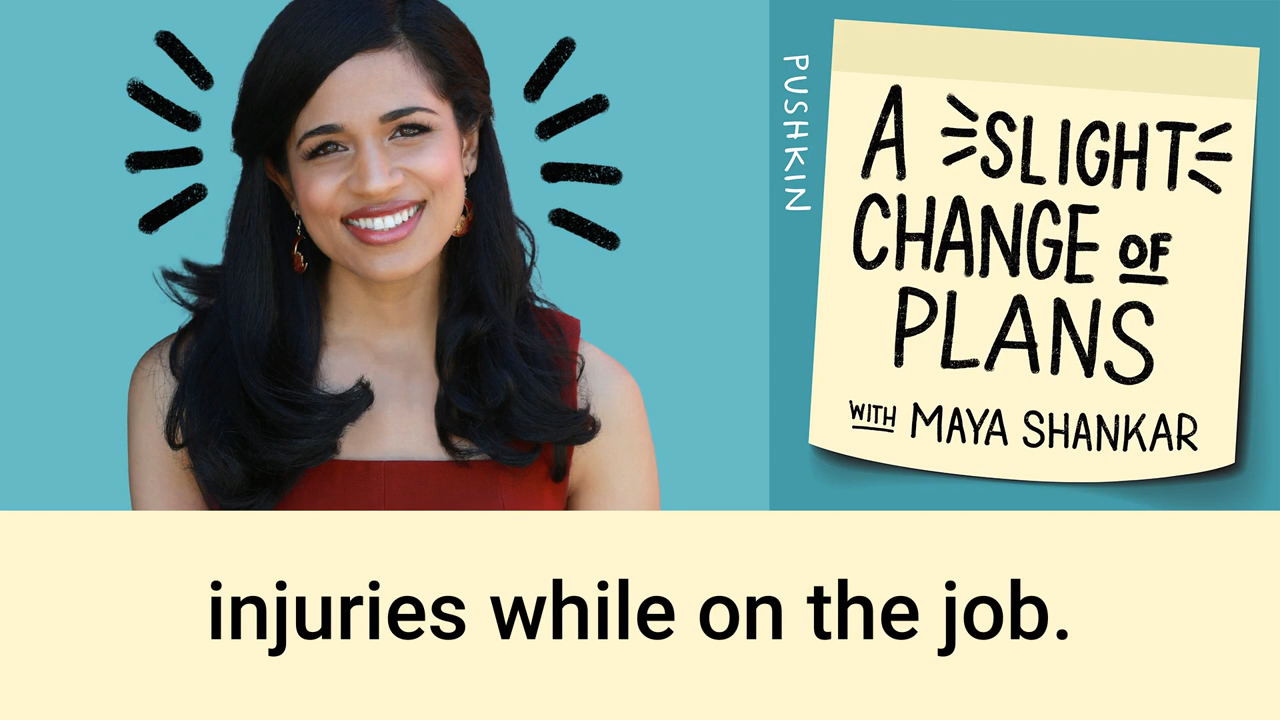 PUSHKIN
A SLIGHT
CHANGE OF
PLANS
WITH MAYA SHANKAR
injuries while on the job.